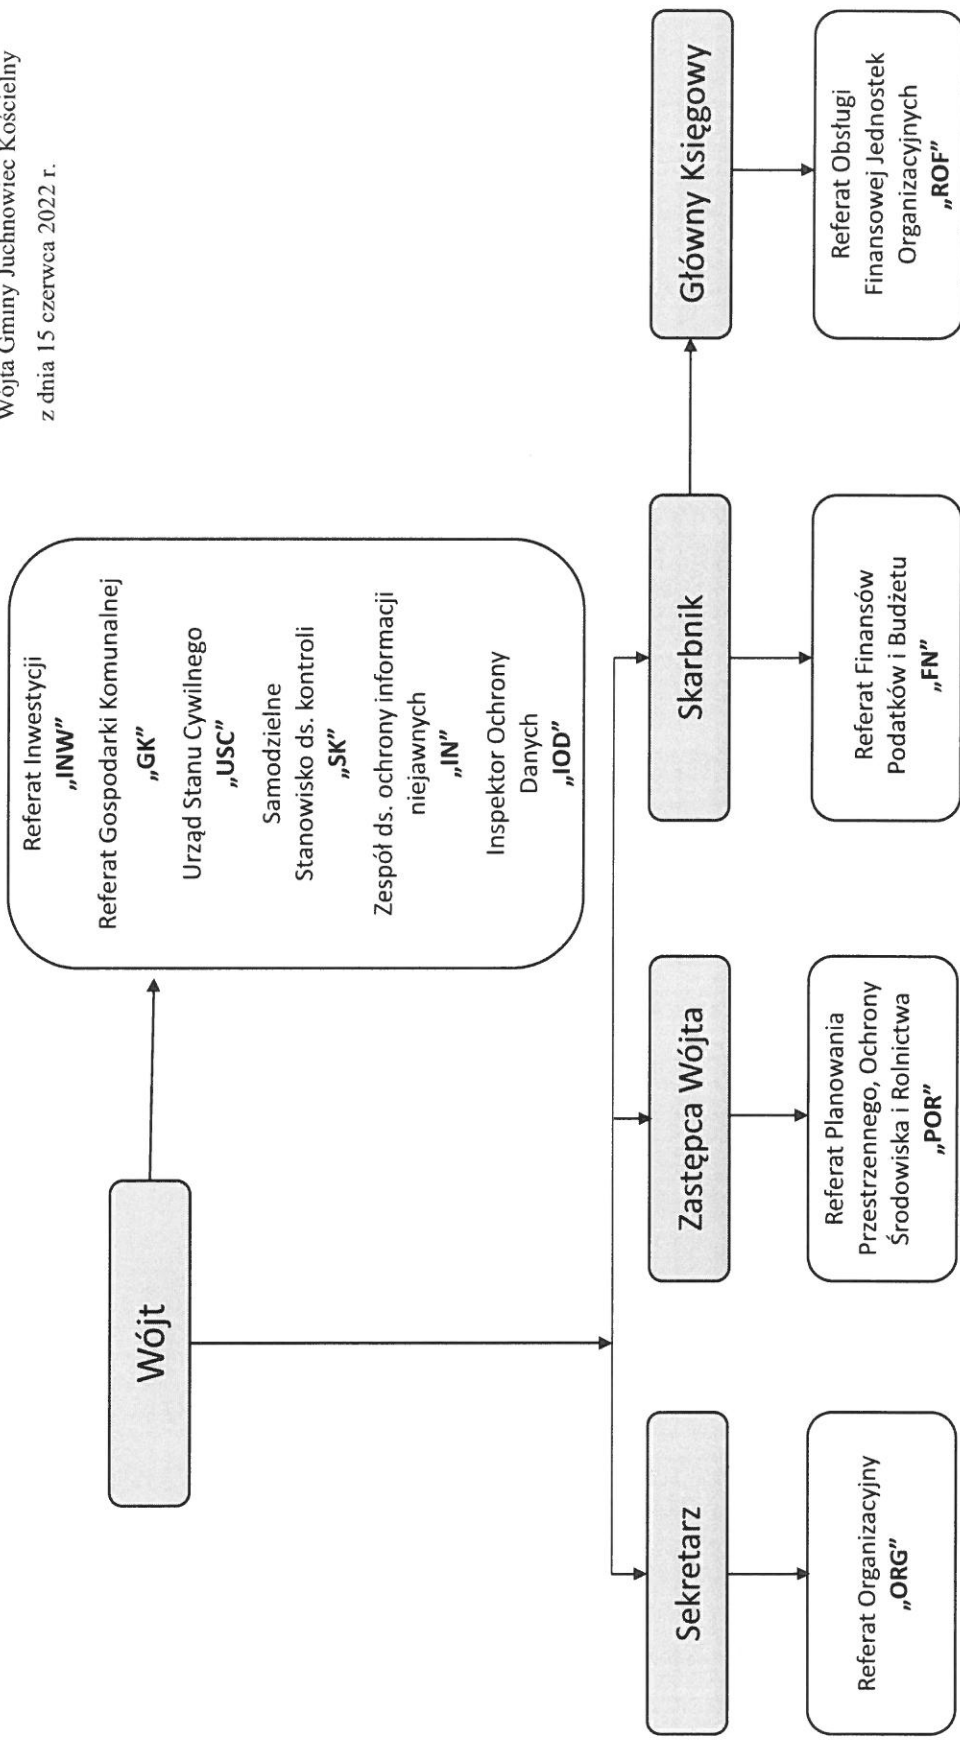 Wójta Gminy Juchnowiec Kościelny
z dnia 15 czerwca 2022 r.
Wójt
Referat Inwestycji
„INW”
Referat Gospodarki Komunalnej
„GK”
Urząd Stanu Cywilnego
„USC”
Samodzielne
Stanowisko ds. kontroli
„SK”
Zespół ds. ochrony informacji
niejawnych
„IN”
Inspektor Ochrony
Danych
„IOD”
Sekretarz
Zastępca Wójta
Skarbnik
Główny Księgowy
Referat Organizacyjny
„ORG”
Referat Planowania
Przestrzennego, Ochrony
Środowiska i Rolnictwa
„POR”
Referat Finansów
Podatków i Budżetu
„FN”
Referat Obsługi
Finansowej Jednostek
Organizacyjnych
„ROF”